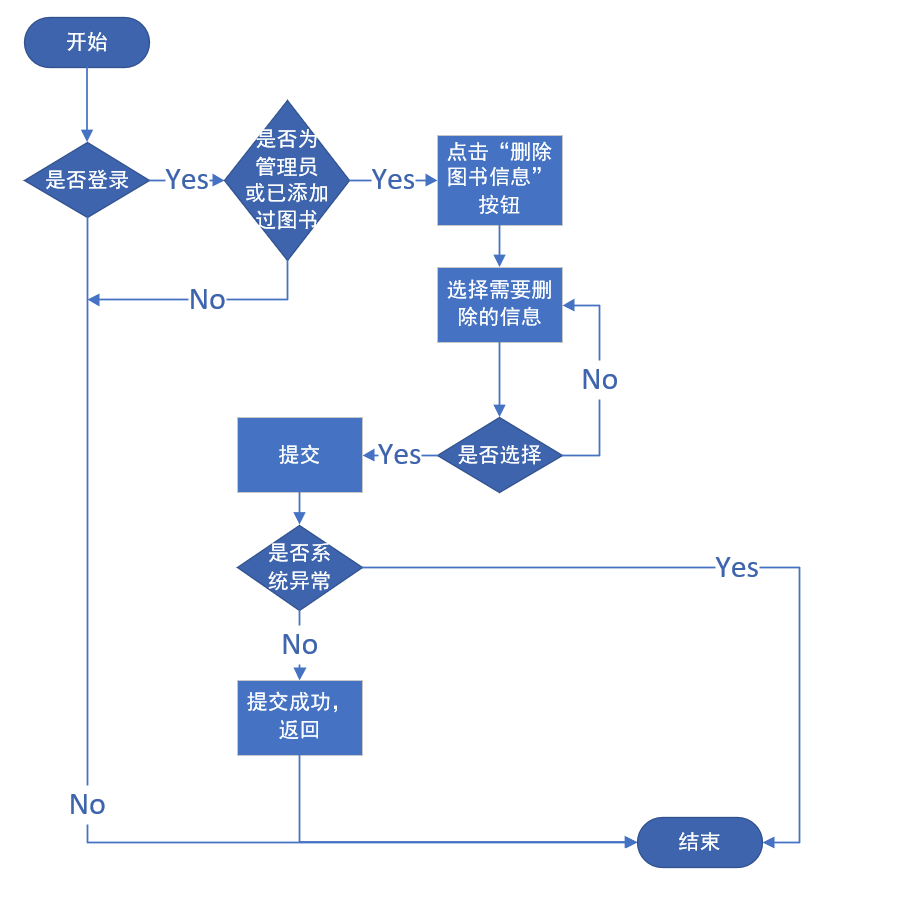 开始
是否登录
Yes
是否为
管理员
或已添加
过图书
Yes
点击“删除
图书信息”
按钮
No
选择需要删
除的信息
No
是否选择
Yes
提交
是否系
统异常
Yes
No
提交成功，
返回
No
结束